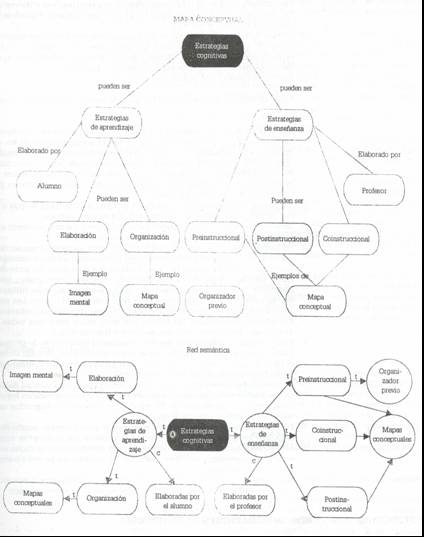 MAPA CONCEPTUAL
Estrategias
cognitivas
pueden ser
pueden ser
Estrategias
de aprendizaje
Estrategias
de enseñanza
Elaborado por
Elaborado por
Alumno
Profesor
Pueden ser
Pueden ser
Elaboración
Organización
Preinstruccional
Postinstruccional
Coinstruccional
Ejemplo
Ejemplo
Ejemplos de
Imagen
mental
Mapa
conceptual
Organizador
previo
Mapa
conceptual
Red semántica
Imagen mental
t
Elaboración
t
Preinstruccional
t
Organi-
zador
previo
t
Estrate-
gias de
aprendi-
zaje
t
Estrategias
cognitivas
t
Estrategias
de
enseñanza
t
Coinstruc-
cional
Mapas
conceptuales
t
c
c
t
Mapas
conceptuales
t
Organización
Elaboradas por
el alumno
Elaboradas por
el profesor
Postins-
truccional